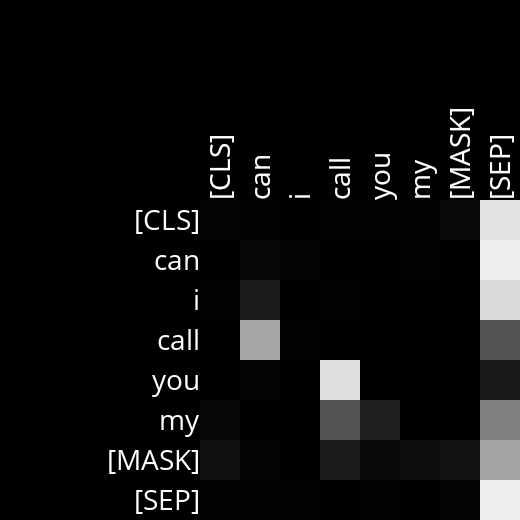 [CLS] can i call you my [MASK] [SEP]
[CLS]
can
i
call
you
my
[MASK]
[SEP]